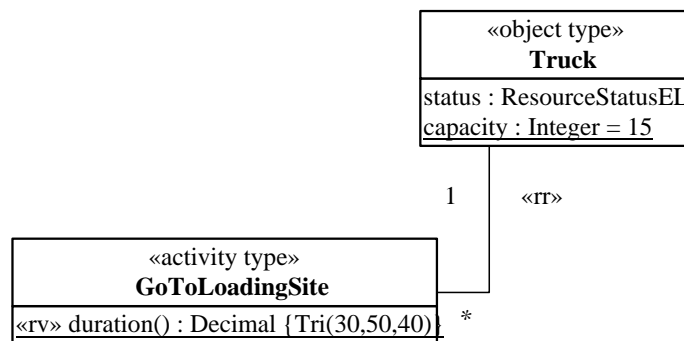 «object type»
Truck
status : ResourceStatusEL
capacity : Integer = 15
1
«rr»
«activity type»
GoToLoadingSite
«rv» duration() : Decimal {Tri(30,50,40)}
*